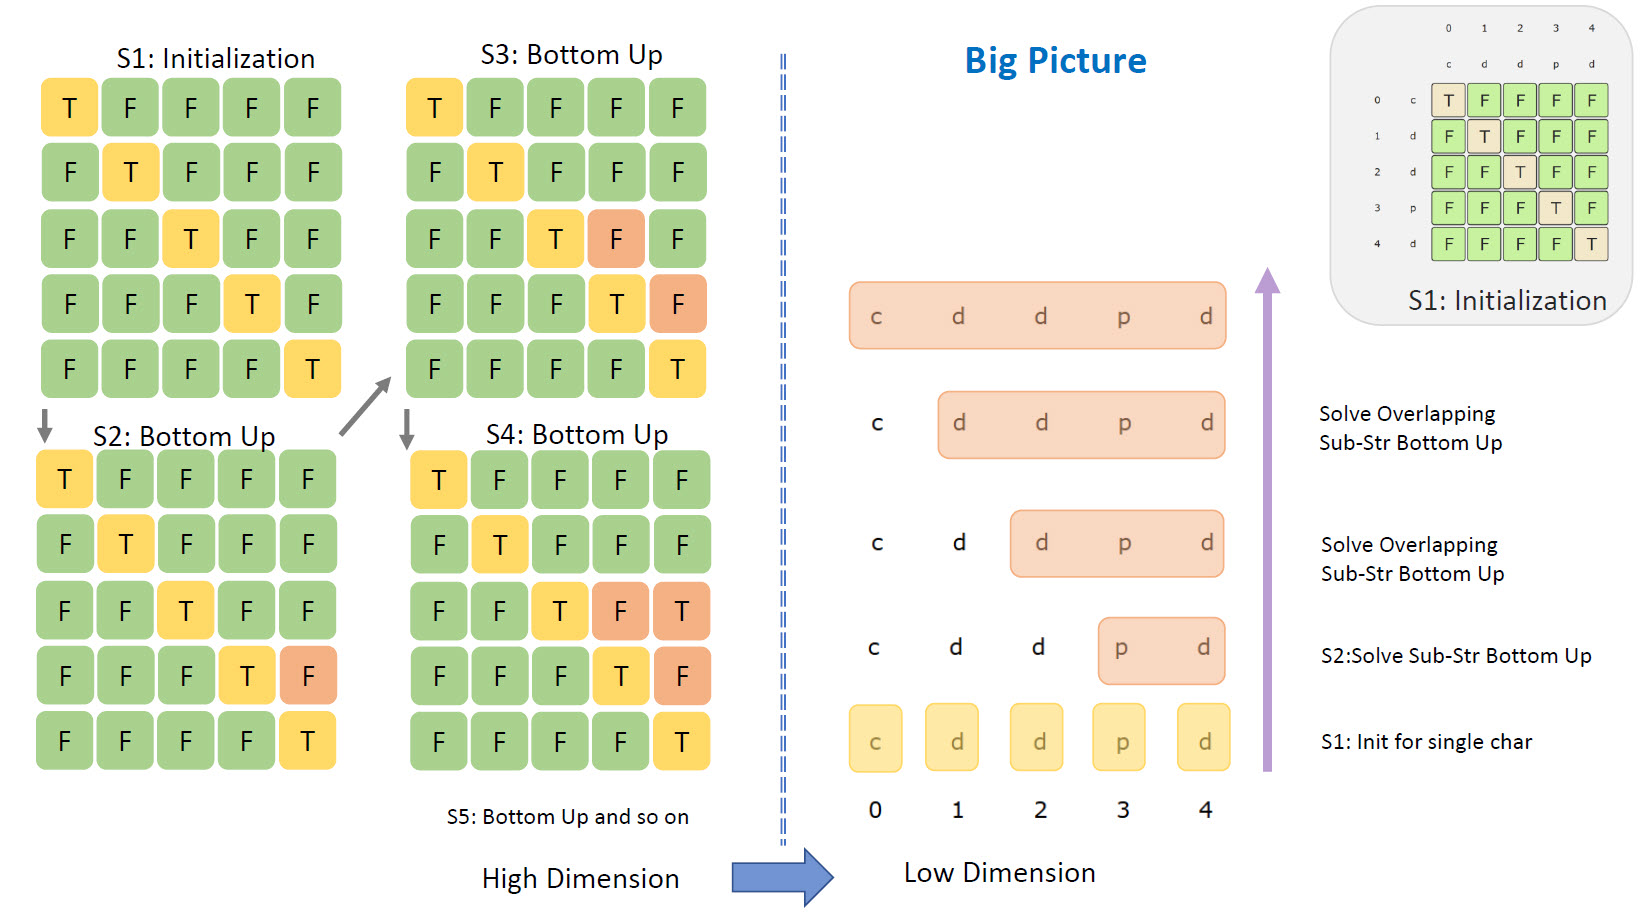 S1: Initialization
T F F F F
F T F F F
F F T F F
F F F T F
F F F F T
S2: Bottom Up
T F F F F
F T F F F
F F T F F
F F F T F
F F F F T
S3: Bottom Up
T F F F F
F T F F F
F F T F F
F F F T F
F F F F T
S4: Bottom Up
T F F F F
F T F F F
F F T F T
F F F T F
F F F F T
S5: Bottom Up and so on
High Dimension
Big Picture
c d d p d
c d d p d
Solve Overlapping
Sub-Str Bottom Up
c d d p d
Solve Overlapping
Sub-Str Bottom Up
c d d p d
S2:Solve Sub-Str Bottom Up
c d d p d
S1: Init for single char
0 1 2 3 4
Low Dimension
0 1 2 3 4
c d d p d
0 c T F F F F
1 d F T F F F
2 d F F T F F
3 p F F F T F
4 d F F F F T
S1: Initialization